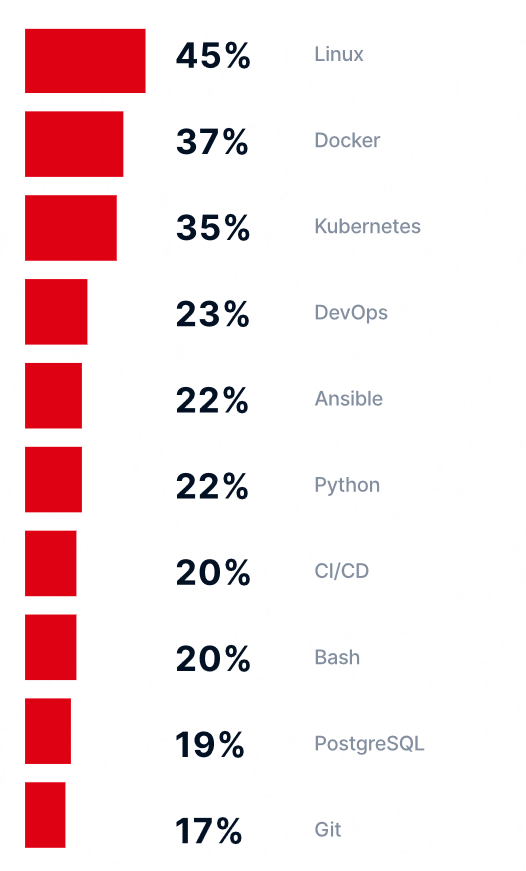 45% Linux
37% Docker
35% Kubernetes
23% DevOps
22% Ansible
22% Python
20% CI/CD
20% Bash
19% PostgreSQL
17% Git